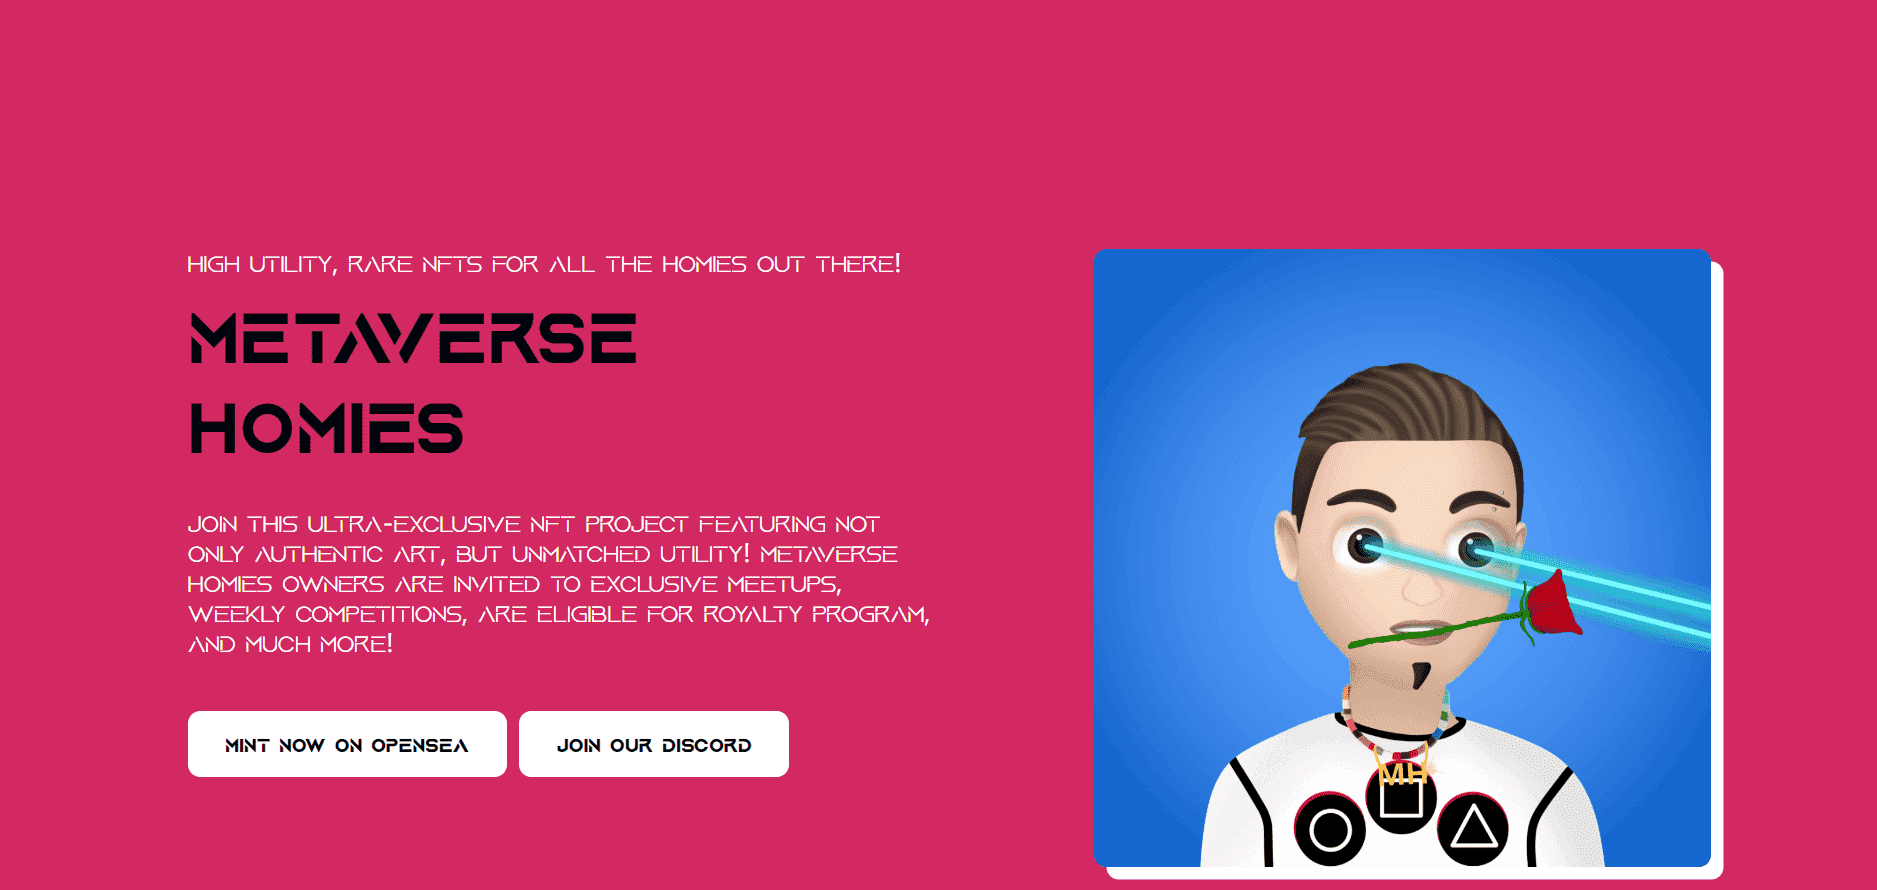 HIGH UTILITY, RARE NFTS FOR ALL THE HOMIES OUT THERE!
METAVERSE
HOMIES
JOIN THIS ULTRA-EXCLUSIVE NFT PROJECT FEATURING NOT
ONLY AUTHENTIC ART, BUT UNMATCHED UTILITY! METAVERSE
HOMIES OWNERS ARE INVITED TO EXCLUSIVE MEETUPS,
WEEKLY COMPETITIONS, ARE ELIGIBLE FOR ROYALTY PROGRAM,
AND MUCH MORE!
MINT NOW ON OPENSEA
JOIN OUR DISCORD
MH